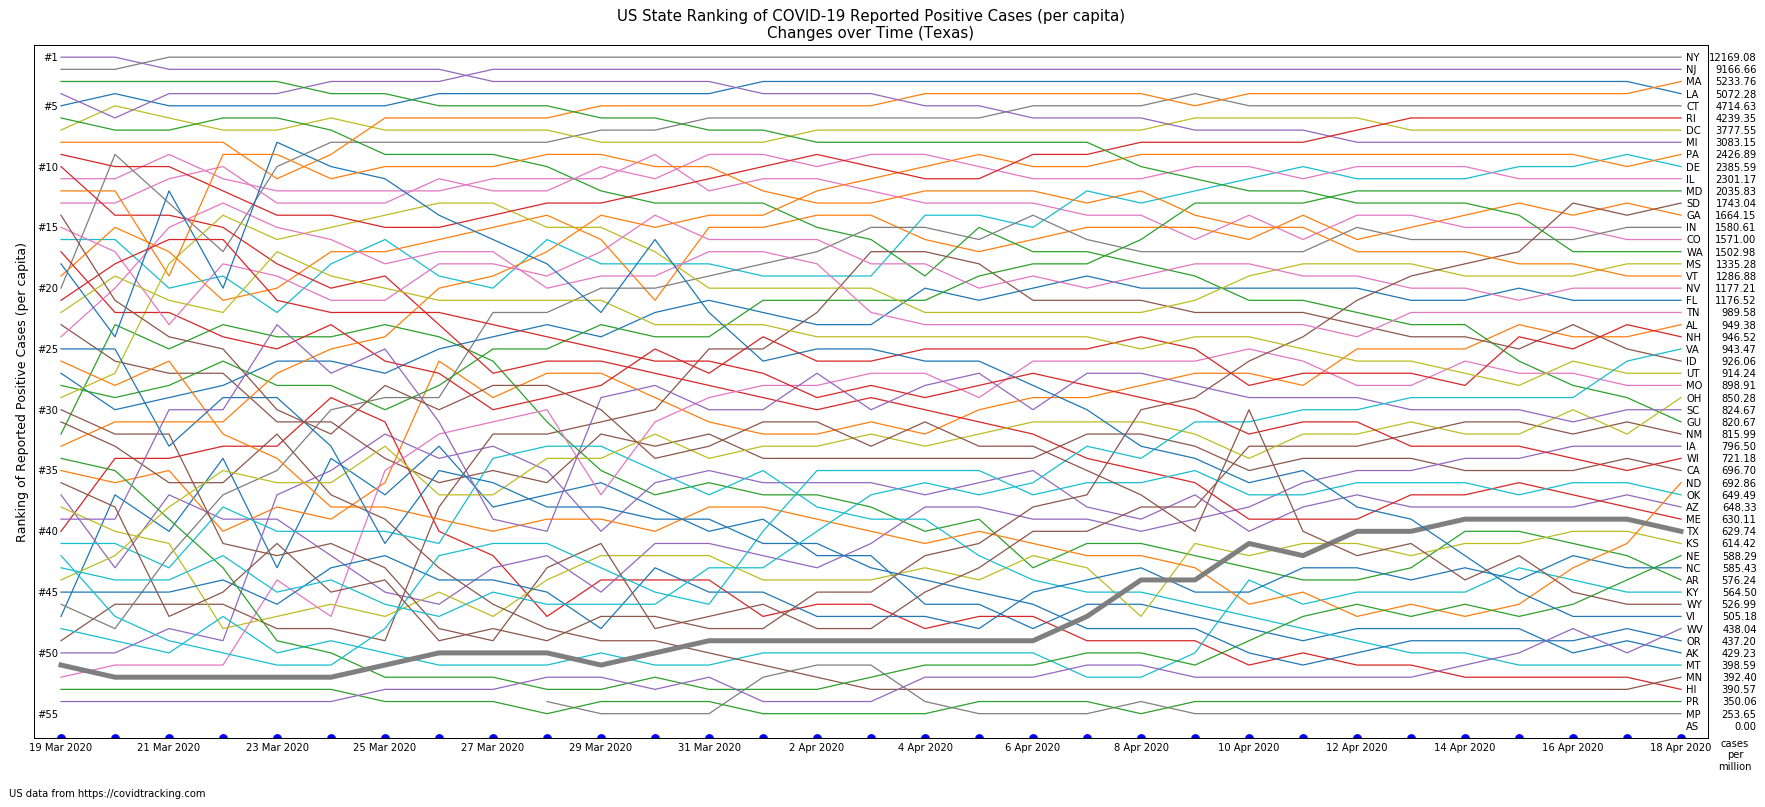 US State Ranking of COVID-19 Reported Positive Cases (per capita)
Changes over Time (Texas)
Ranking of Reported Positive Cases (per capita)
#1
#5
#10
#15
#20
#25
#30
#35
#40
#45
#50
#55
NY 12169.08
NJ 9166.66
MA 5233.76
LA 5072.28
CT 4714.63
RI 4239.35
DC 3777.55
MI 3083.15
PA 2426.89
DE 2385.59
IL 2301.17
MD 2035.83
SD 1743.04
GA 1664.15
IN 1580.61
CO 1571.00
WA 1502.98
MS 1335.28
VT 1286.88
NV 1177.21
FL 1176.52
TN 989.58
AL 949.38
NH 946.52
VA 943.47
ID 926.06
UT 914.24
MO 898.91
OH 850.28
SC 824.67
GU 820.67
NM 815.99
IA 796.50
WI 721.18
CA 696.70
ND 692.86
OK 649.49
AZ 648.33
ME 630.11
TX 629.74
KS 614.42
NE 588.29
NC 585.43
AR 576.24
KY 564.50
WY 526.99
VI 505.18
WV 438.04
OR 437.20
AK 429.23
MT 398.59
MN 392.40
HI 390.57
PR 350.06
MP 253.65
AS 0.00
19 Mar 2020 21 Mar 2020 23 Mar 2020 25 Mar 2020 27 Mar 2020 29 Mar 2020 31 Mar 2020 2 Apr 2020 4 Apr 2020 6 Apr 2020 8 Apr 2020 10 Apr 2020 12 Apr 2020 14 Apr 2020 16 Apr 2020 18 Apr 2020
cases
per
million
US data from https://covidtracking.com